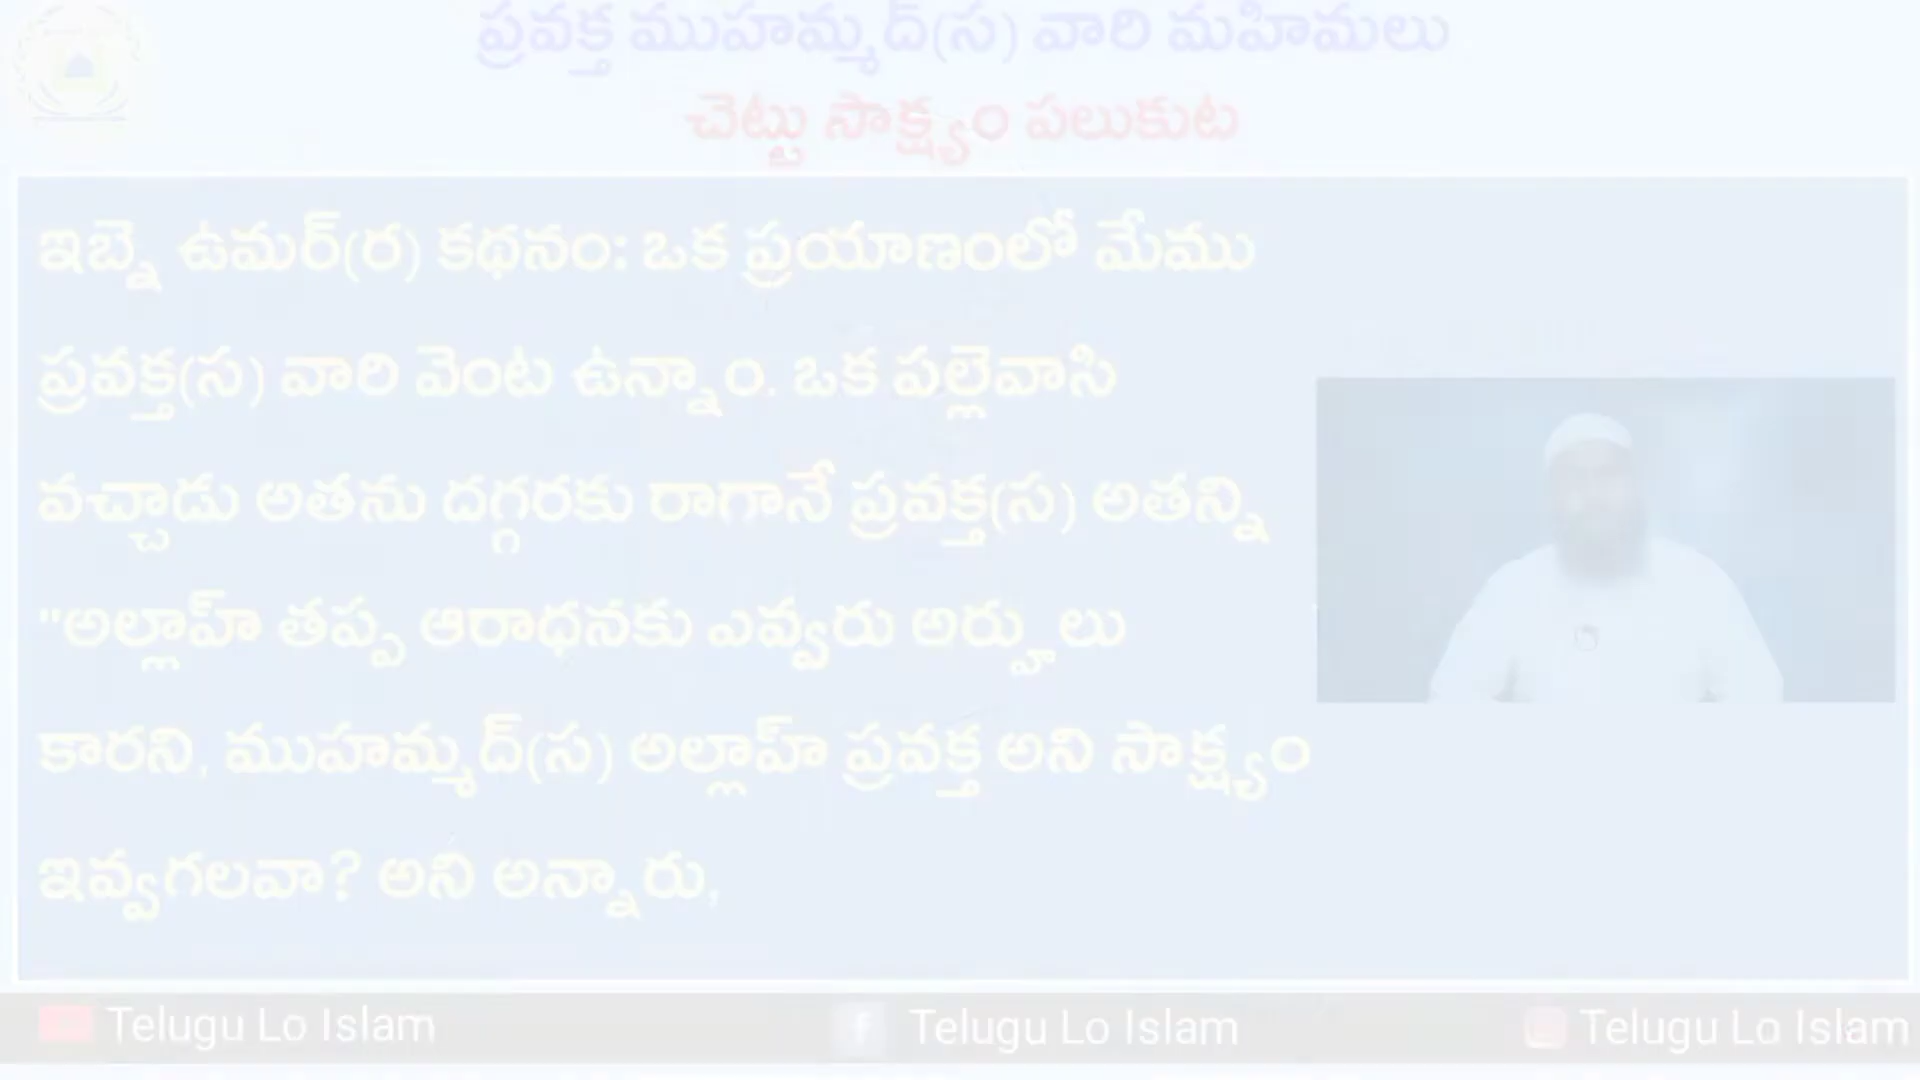 ప్రవక్త ముహమ్మద్(స) వారి మహిమలు
చెట్టు సాక్ష్యం పలుకుట
ఇబ్నె ఉమర్(ర) కథనం: ఒక ప్రయాణంలో మేము
ప్రవక్త(స) వారి వెంట ఉన్నాం. ఒక పల్లెవాసి
వచ్చాడు అతను దగ్గరకు రాగానే ప్రవక్త(స) అతన్ని
"అల్లాహ్ తప్ప ఆరాధనకు ఎవ్వరు అర్హులు
కారని, ముహమ్మద్(స) అల్లాహ్ ప్రవక్త అని సాక్ష్యం
ఇవ్వగలవా? అని అన్నారు,
Telugu Lo Islam
Telugu Lo Islam
Telugu Lo Islam